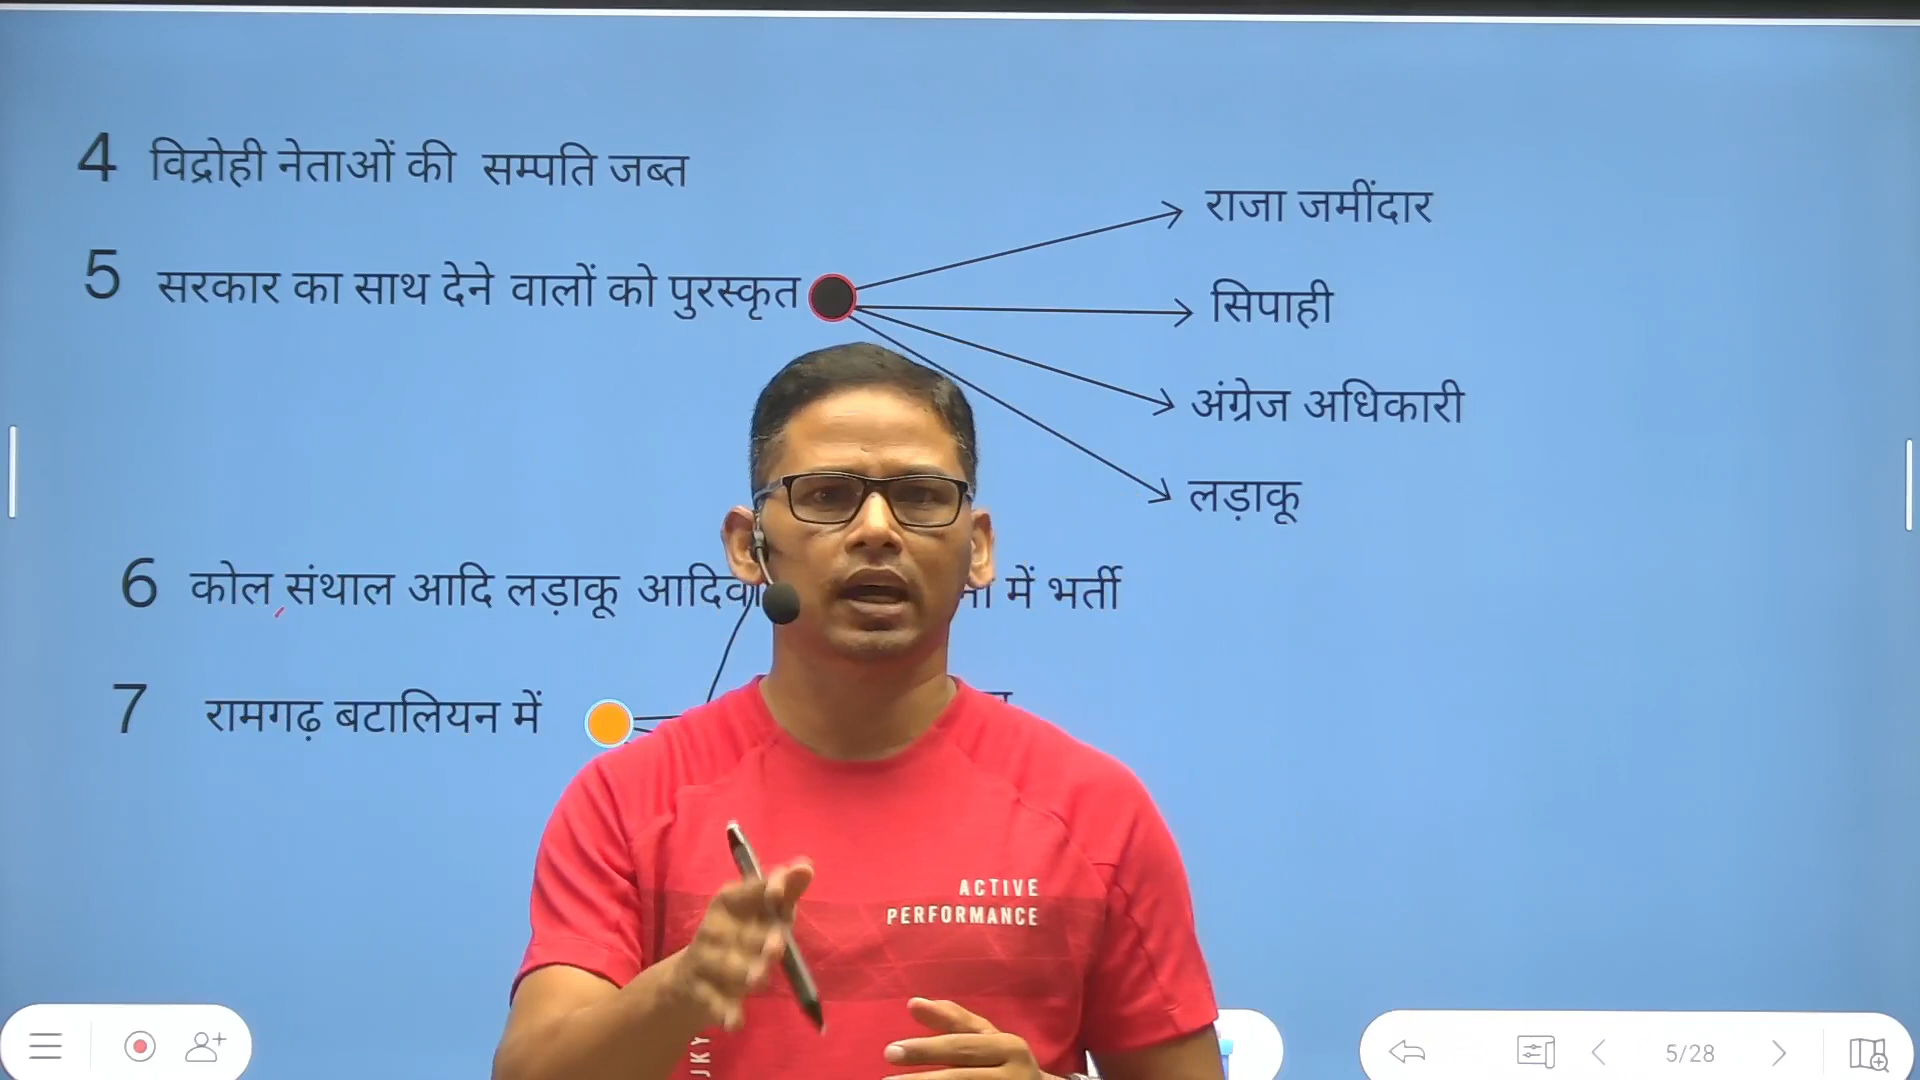 4 विद्रोही नेताओं की सम्पति जब्त
5 सरकार का साथ देने वालों को पुरस्कृत
राजा जमींदार
सिपाही
अंग्रेज अधिकारी
लड़ाकू
6 कोल संथाल आदि लड़ाकू में भर्ती
7 रामगढ़ बटालियन में
ACTIVE
PERFORMANCE
JKY
5/28